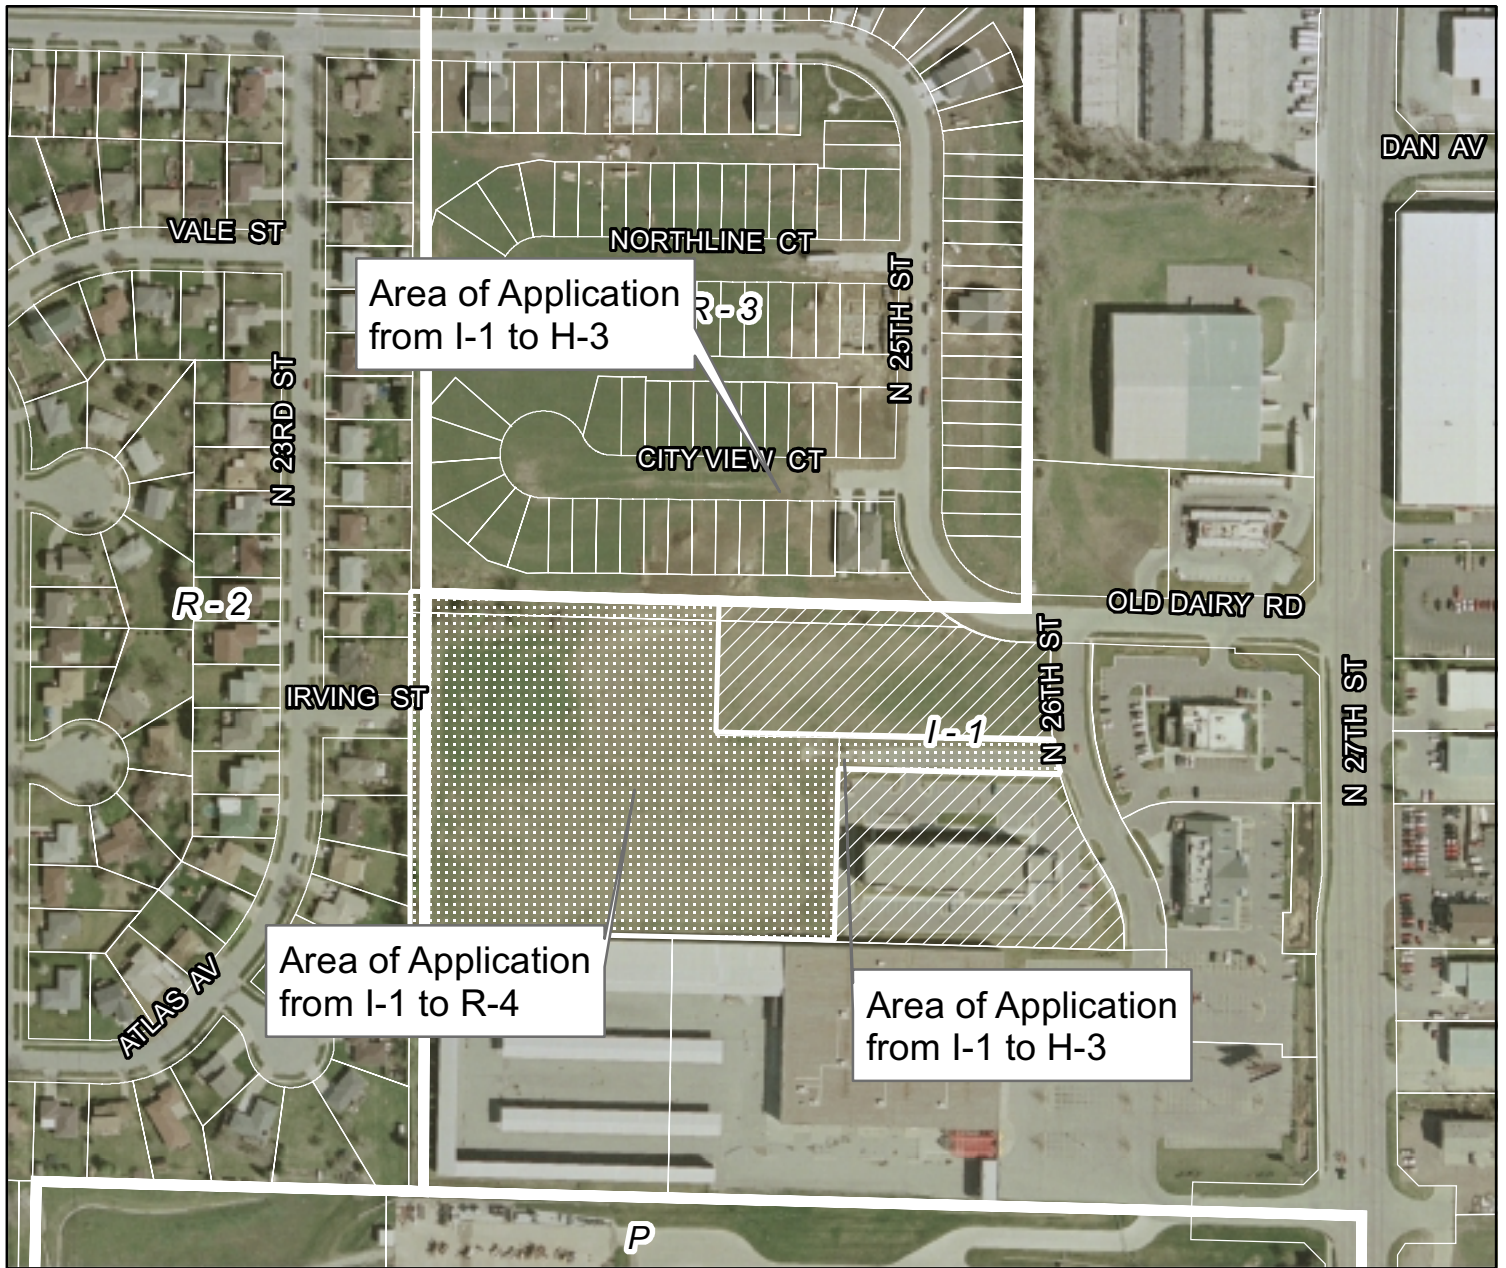 DAN AV
VALE ST
NORTHLINE CT
Area of Application
from I-1 to H-3
R-3
N 25TH ST
N 23RD ST
CITY VIEW CT
R-2
OLD DAIRY RD
N 26TH ST
IRVING ST
I-1
N 27TH ST
Area of Application
from I-1 to R-4
Area of Application
from I-1 to H-3
ATLAS AV
P